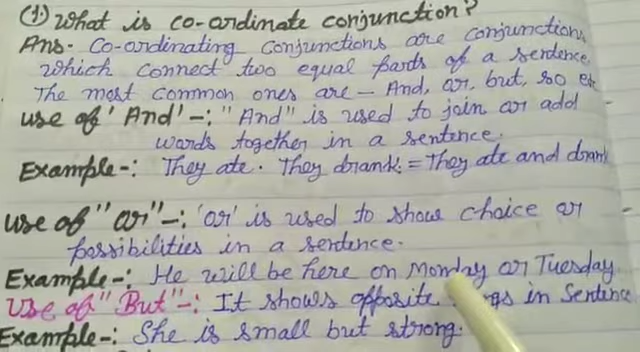 (1) What is co-ordinate conjunction?
Ans- Co-ordinating conjunctions are conjunctions
which connect two equal parts of a sentence
The most common ones are - And, or, but, so etc
use of 'And' -: "And" is used to join or add
words together in a sentence.
Example -: They ate. They drank. = They ate and drank
use of "or" -: 'or' is used to show choice or
possibilities in a sentence.
Example -: He will be here on Monday or Tuesday.
Use of "But" -: It shows opposite in Sentence
Example -: She is small but strong.